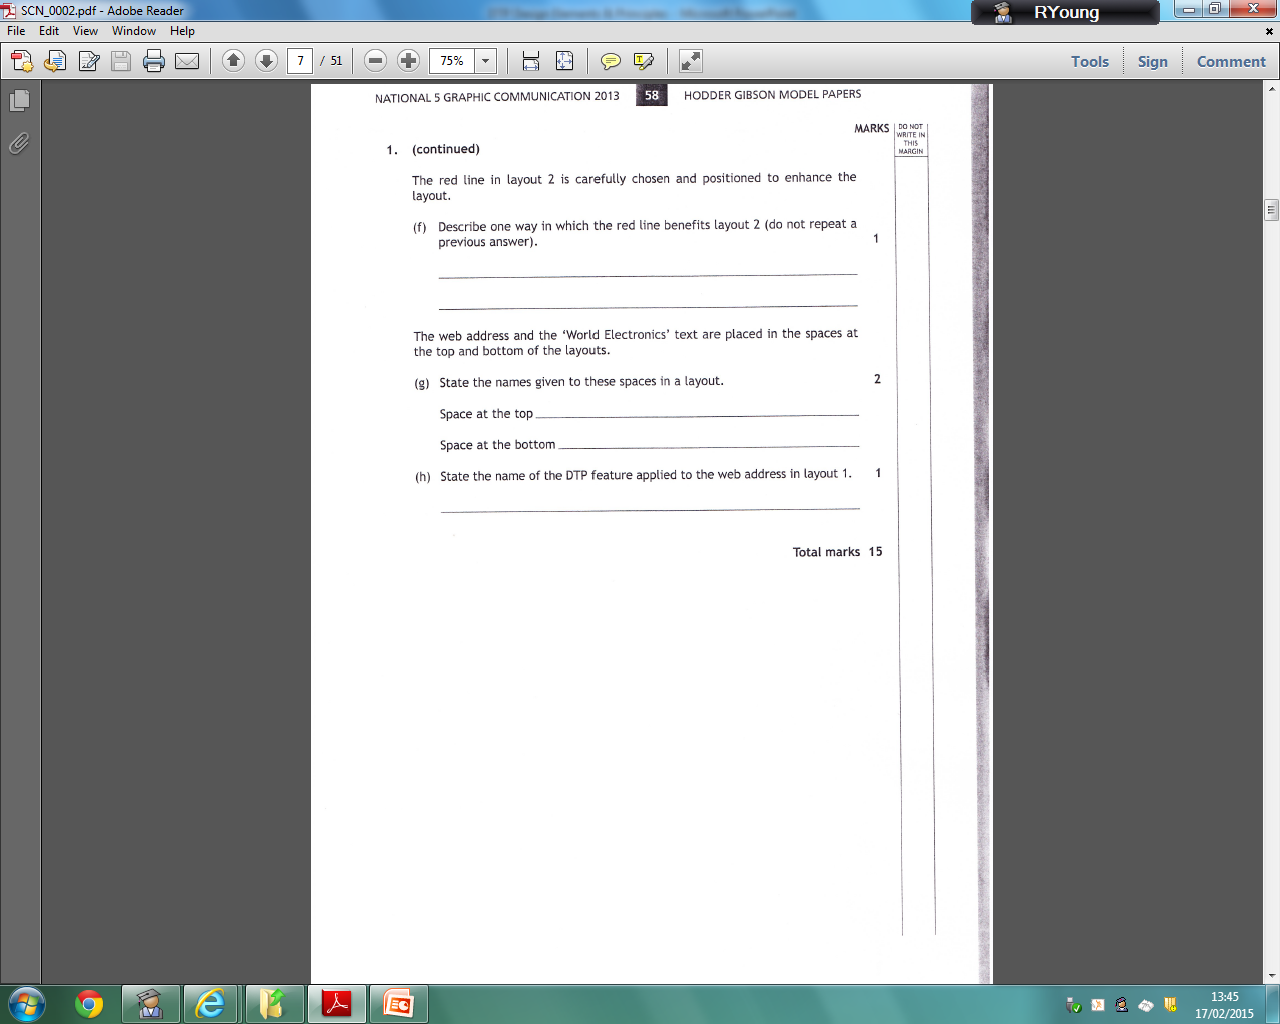 SCN_0002.pdf - Adobe Reader
RYoung
File Edit View Window Help
7 / 51
75%
Tools Sign Comment
NATIONAL 5 GRAPHIC COMMUNICATION 2013 58 HODDER GIBSON MODEL PAPERS
MARKS
DO NOT
WRITE IN
THIS
MARGIN
1. (continued)
The red line in layout 2 is carefully chosen and positioned to enhance the
layout.
(f) Describe one way in which the red line benefits layout 2 (do not repeat a
previous answer).
1
The web address and the ‘World Electronics’ text are placed in the spaces at
the top and bottom of the layouts.
(g) State the names given to these spaces in a layout. 2
Space at the top
Space at the bottom
(h) State the name of the DTP feature applied to the web address in layout 1. 1
Total marks 15
13:45
17/02/2015